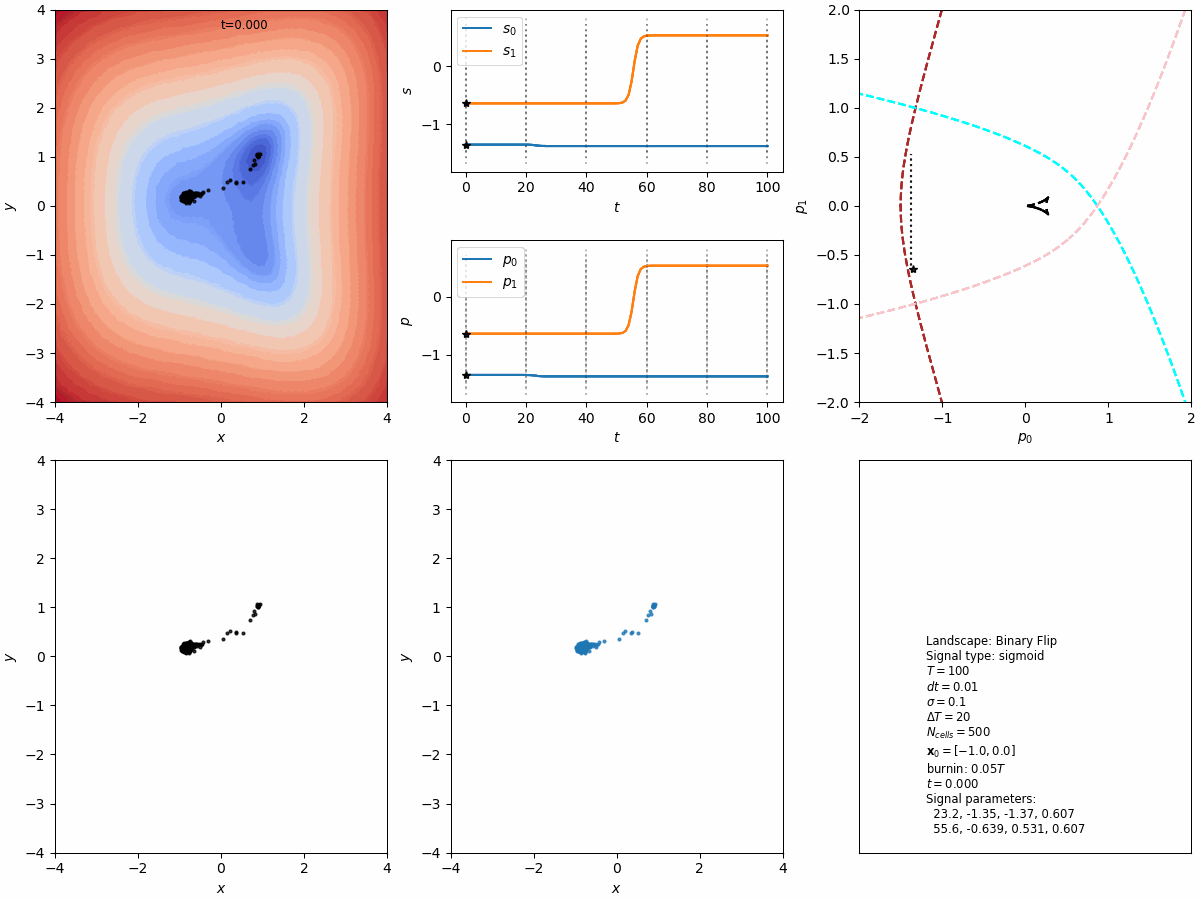 t=0.000
4
3
2
1
0
−1
−2
−3
−4
y
−4
−2
0
2
4
x
s₀
s₁
0
−1
s
0
20
40
60
80
100
t
p₀
p₁
0
−1
p
0
20
40
60
80
100
t
2.0
1.5
1.0
0.5
0.0
−0.5
−1.0
−1.5
−2.0
p₁
−2
−1
0
1
2
p₀
4
3
2
1
0
−1
−2
−3
−4
y
−4
−2
0
2
4
x
4
3
2
1
0
−1
−2
−3
−4
y
−4
−2
0
2
4
x
Landscape: Binary Flip
Signal type: sigmoid
T = 100
dt = 0.01
σ = 0.1
ΔT = 20
N_cells = 500
x₀ = [−1.0, 0.0]
burnin: 0.05T
t = 0.000
Signal parameters:
23.2, -1.35, -1.37, 0.607
55.6, -0.639, 0.531, 0.607